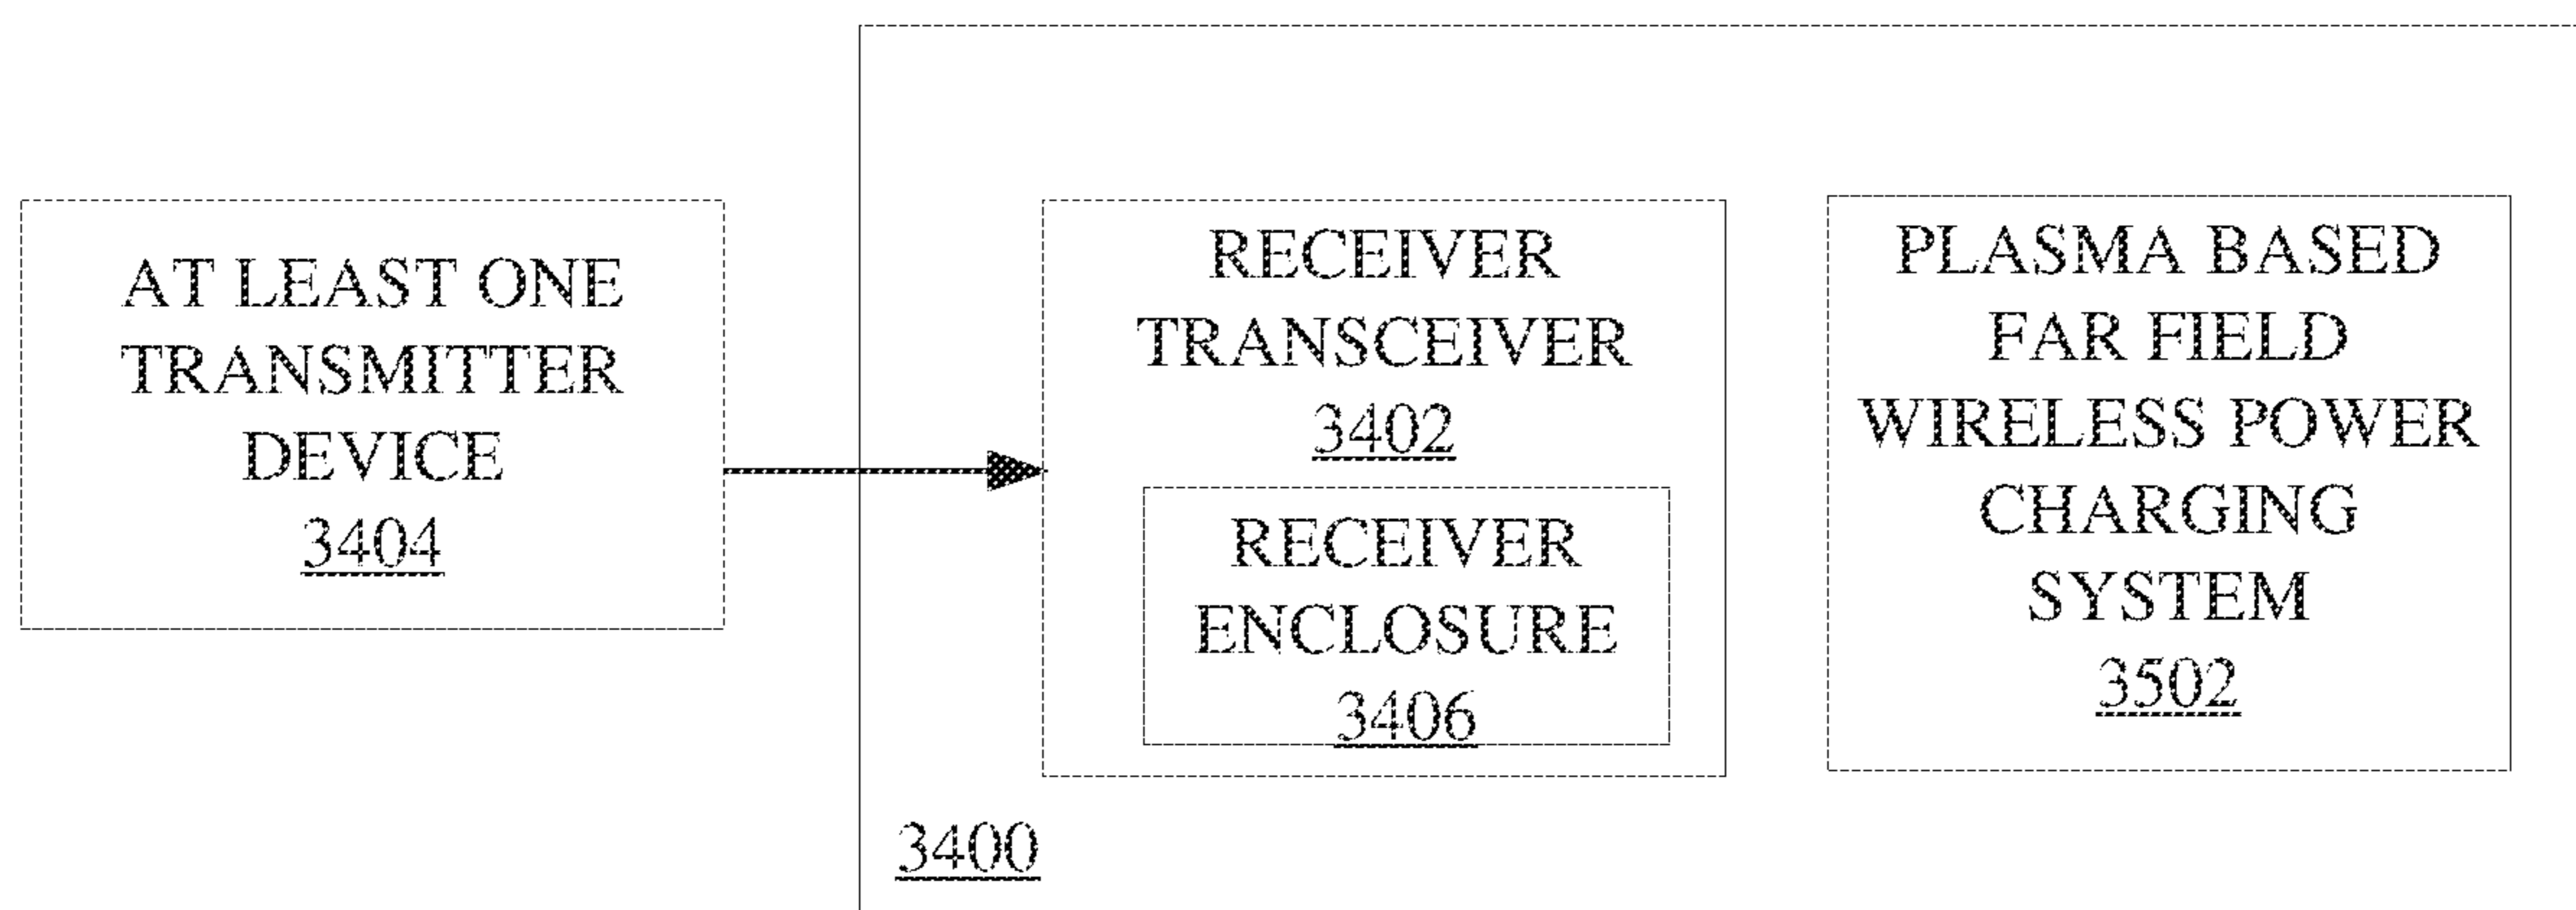 AT LEAST ONE
TRANSMITTER
DEVICE
3404
RECEIVER
TRANSCEIVER
3402
RECEIVER
ENCLOSURE
3406
PLASMA BASED
FAR FIELD
WIRELESS POWER
CHARGING
SYSTEM
3502
3400